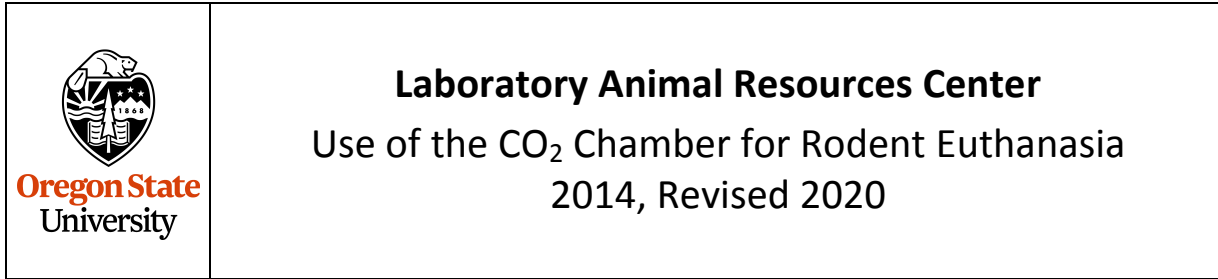 1868
Oregon State
University
Laboratory Animal Resources Center
Use of the CO₂ Chamber for Rodent Euthanasia
2014, Revised 2020